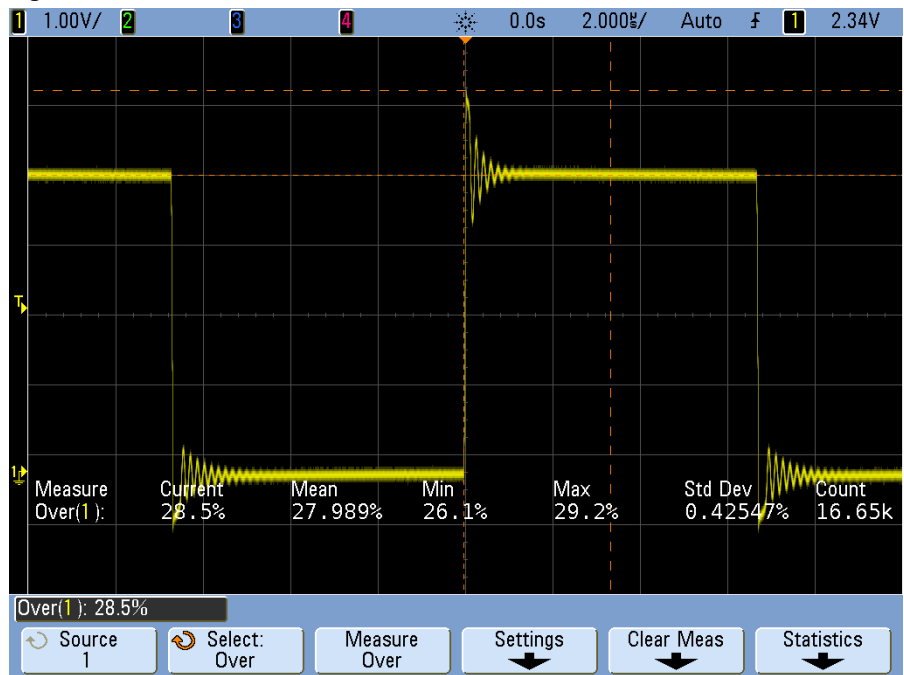 1 1.00V/ 2 3 4 0.0s 2.000µs/ Auto 1 2.34V
T
1
Measure Current Mean Min Max Std Dev Count
Over(1): 28.5% 27.989% 26.1% 29.2% 0.42547% 16.65k
Over(1): 28.5%
Source Select: Measure Settings Clear Meas Statistics
1 Over Over